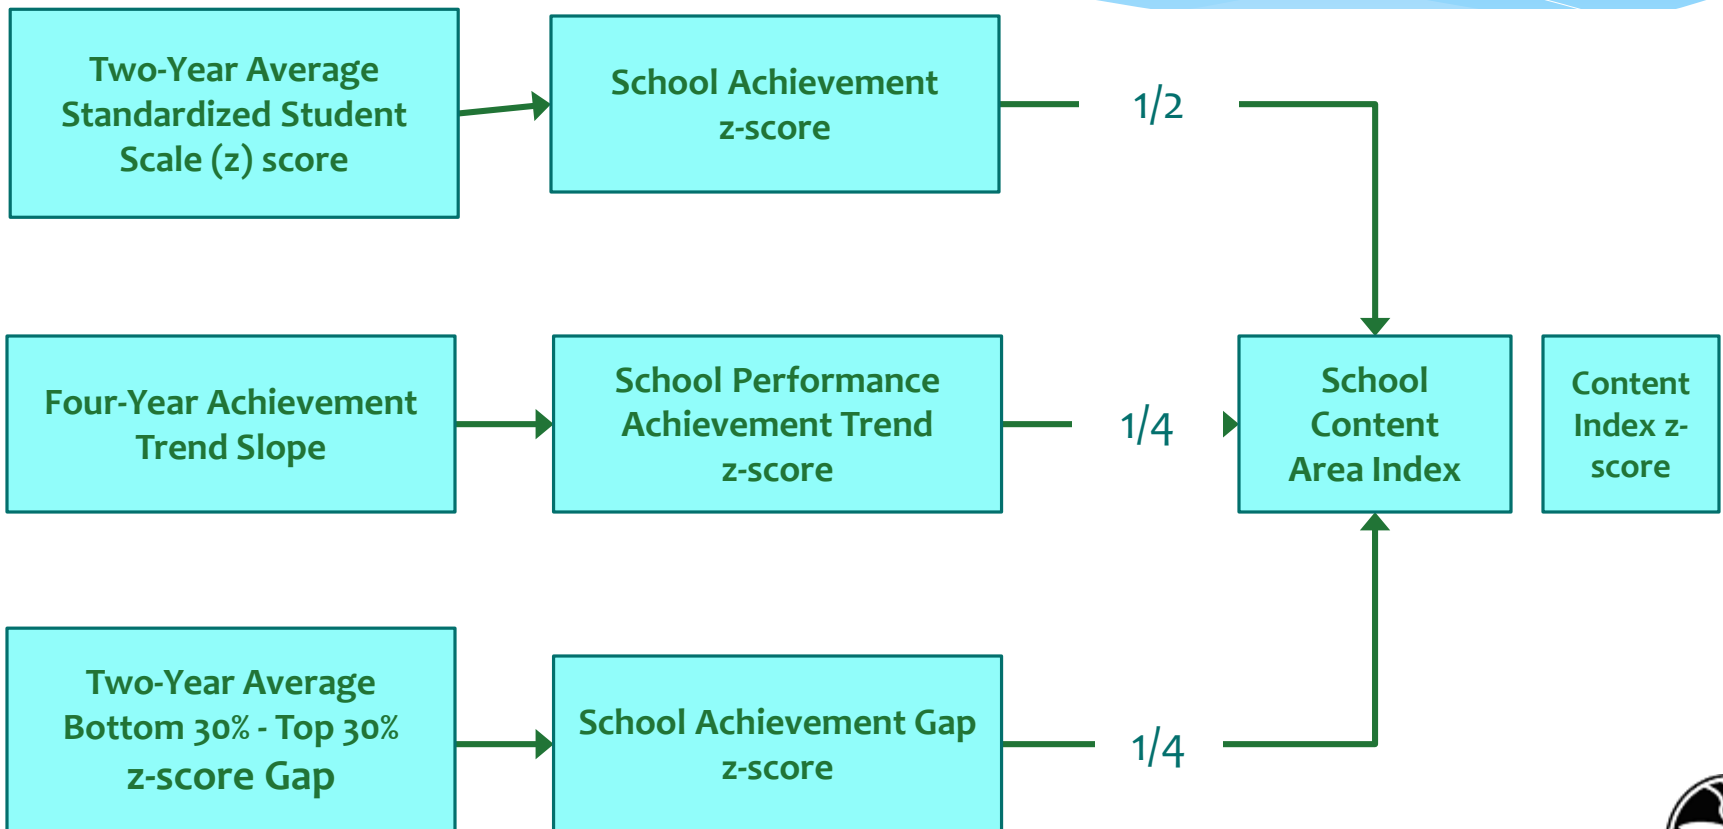 Two-Year Average
Standardized Student
Scale (z) score
School Achievement
z-score
1/2
Four-Year Achievement
Trend Slope
School Performance
Achievement Trend
z-score
1/4
School
Content
Area Index
Content
Index z-
score
Two-Year Average
Bottom 30% - Top 30%
z-score Gap
School Achievement Gap
z-score
1/4